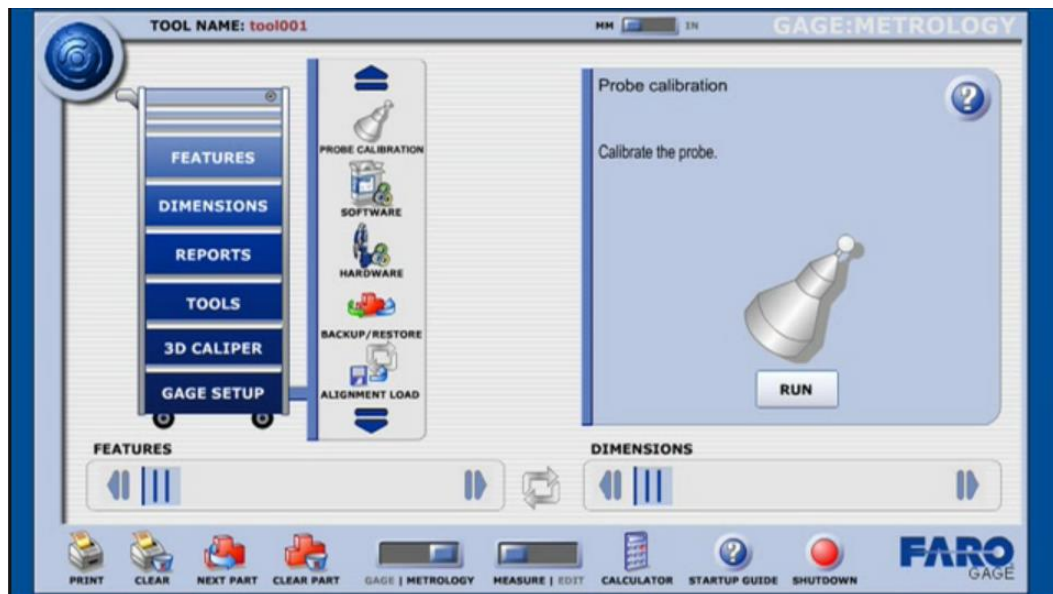 TOOL NAME: tool001
MM IN
GAGE:METROLOGY
FEATURES
DIMENSIONS
REPORTS
TOOLS
3D CALIPER
GAGE SETUP
PROBE CALIBRATION
SOFTWARE
HARDWARE
BACKUP/RESTORE
ALIGNMENT LOAD
Probe calibration
?
Calibrate the probe.
RUN
FEATURES
DIMENSIONS
PRINT
CLEAR
NEXT PART
CLEAR PART
GAGE | METROLOGY
MEASURE | EDIT
CALCULATOR
?
STARTUP GUIDE
SHUTDOWN
FARO
GAGE